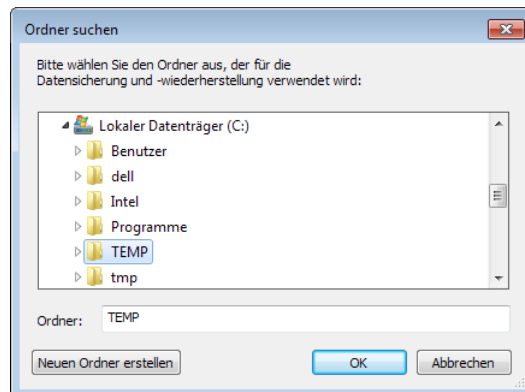 Ordner suchen
Bitte wählen Sie den Ordner aus, der für die
Datensicherung und -wiederherstellung verwendet wird:
Lokaler Datenträger (C:)
Benutzer
dell
Intel
Programme
TEMP
tmp
Ordner: TEMP
Neuen Ordner erstellen OK Abbrechen